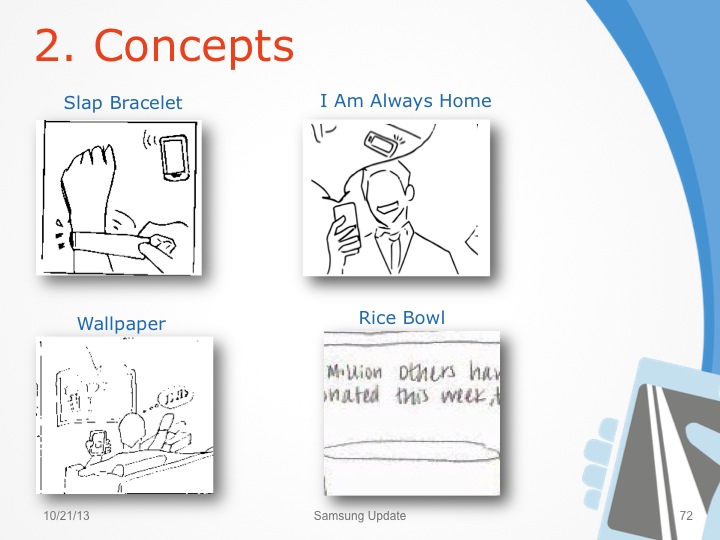 2. Concepts
Slap Bracelet
I Am Always Home
Wallpaper
Rice Bowl
Million others hav
nated this week,
10/21/13
Samsung Update
72